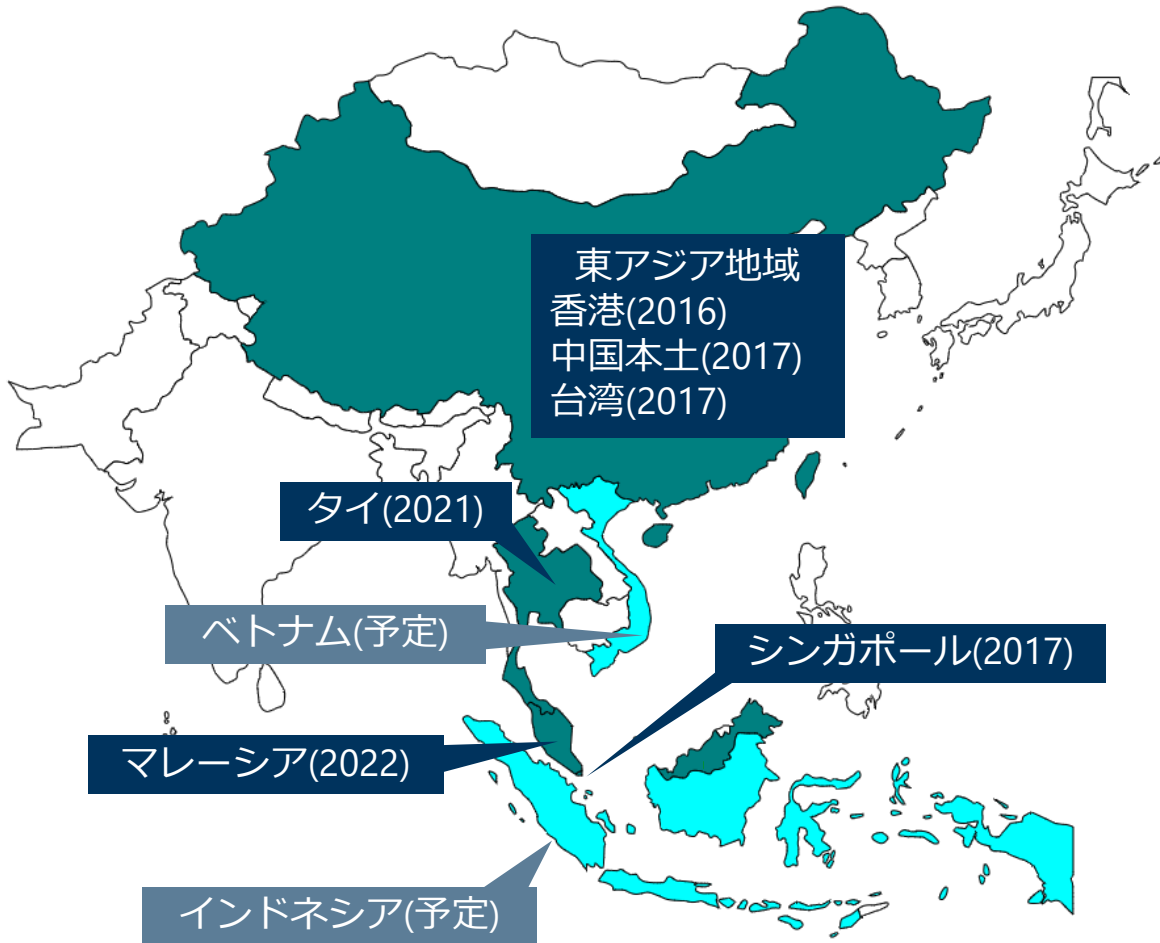 東アジア地域
香港(2016)
中国本土(2017)
台湾(2017)
タイ(2021)
ベトナム(予定)
シンガポール(2017)
マレーシア(2022)
インドネシア(予定)